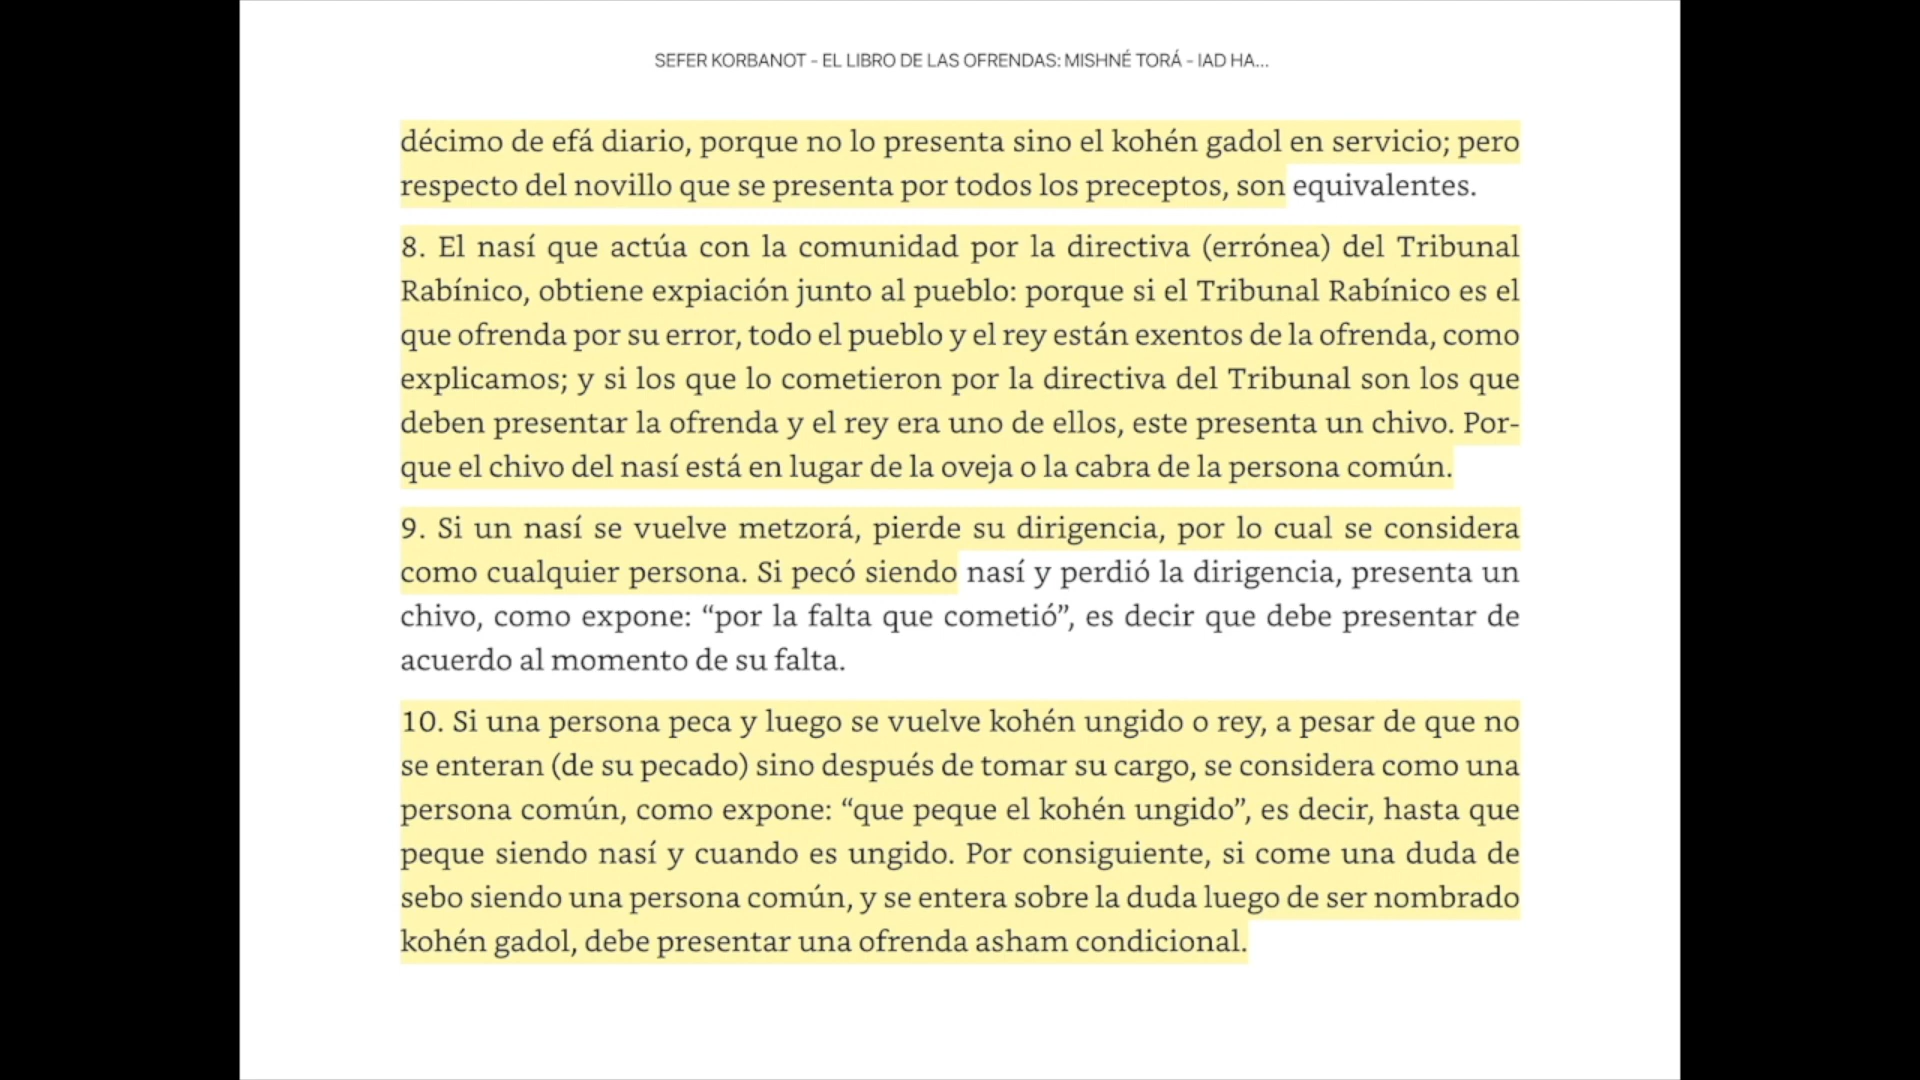 SEFER KORBANOT - EL LIBRO DE LAS OFRENDAS: MISHNÉ TORÁ - IAD HA...
décimo de efá diario, porque no lo presenta sino el kohén gadol en servicio; pero
respecto del novillo que se presenta por todos los preceptos, son equivalentes.
8. El nasí que actúa con la comunidad por la directiva (errónea) del Tribunal
Rabínico, obtiene expiación junto al pueblo: porque si el Tribunal Rabínico es el
que ofrenda por su error, todo el pueblo y el rey están exentos de la ofrenda, como
explicamos; y si los que lo cometieron por la directiva del Tribunal son los que
deben presentar la ofrenda y el rey era uno de ellos, este presenta un chivo. Por-
que el chivo del nasí está en lugar de la oveja o la cabra de la persona común.
9. Si un nasí se vuelve metzorá, pierde su dirigencia, por lo cual se considera
como cualquier persona. Si pecó siendo nasí y perdió la dirigencia, presenta un
chivo, como expone: “por la falta que cometió”, es decir que debe presentar de
acuerdo al momento de su falta.
10. Si una persona peca y luego se vuelve kohén ungido o rey, a pesar de que no
se enteran (de su pecado) sino después de tomar su cargo, se considera como una
persona común, como expone: “que peque el kohén ungido”, es decir, hasta que
peque siendo nasí y cuando es ungido. Por consiguiente, si come una duda de
sebo siendo una persona común, y se entera sobre la duda luego de ser nombrado
kohén gadol, debe presentar una ofrenda asham condicional.